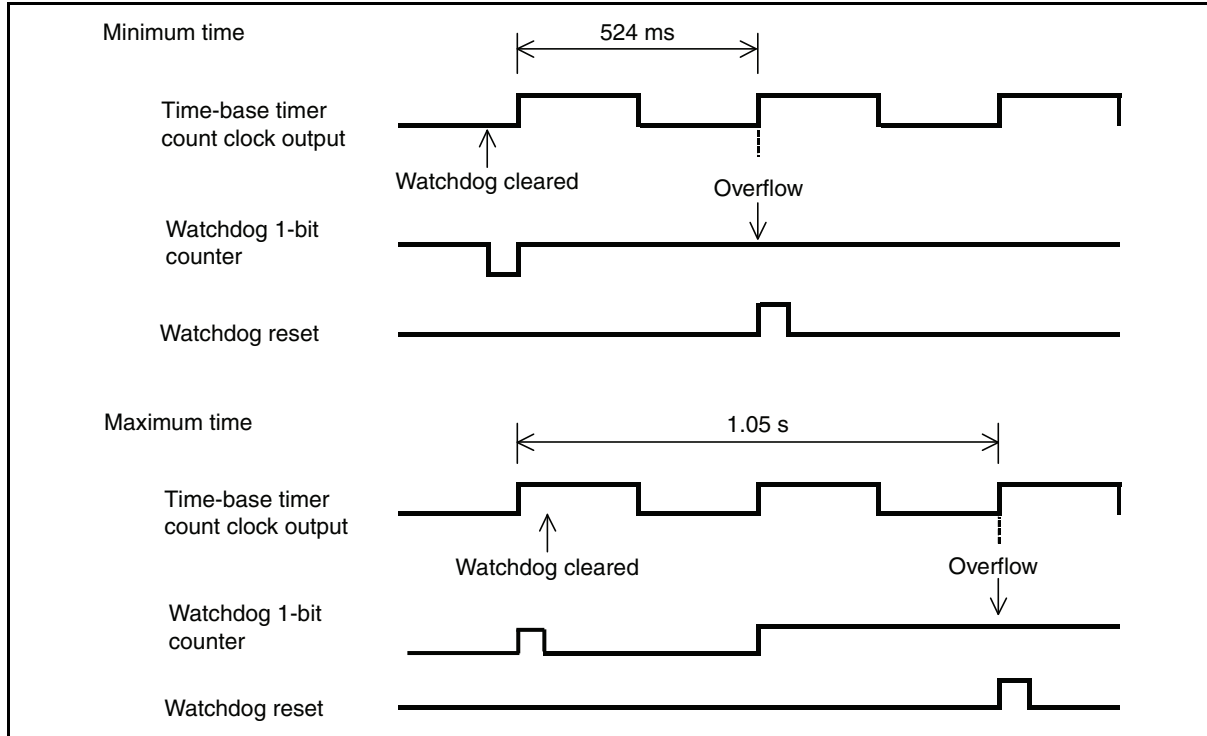 Minimum time
524 ms
Time-base timer
count clock output
Watchdog cleared
Overflow
Watchdog 1-bit
counter
Watchdog reset
Maximum time
1.05 s
Time-base timer
count clock output
Watchdog cleared
Overflow
Watchdog 1-bit
counter
Watchdog reset